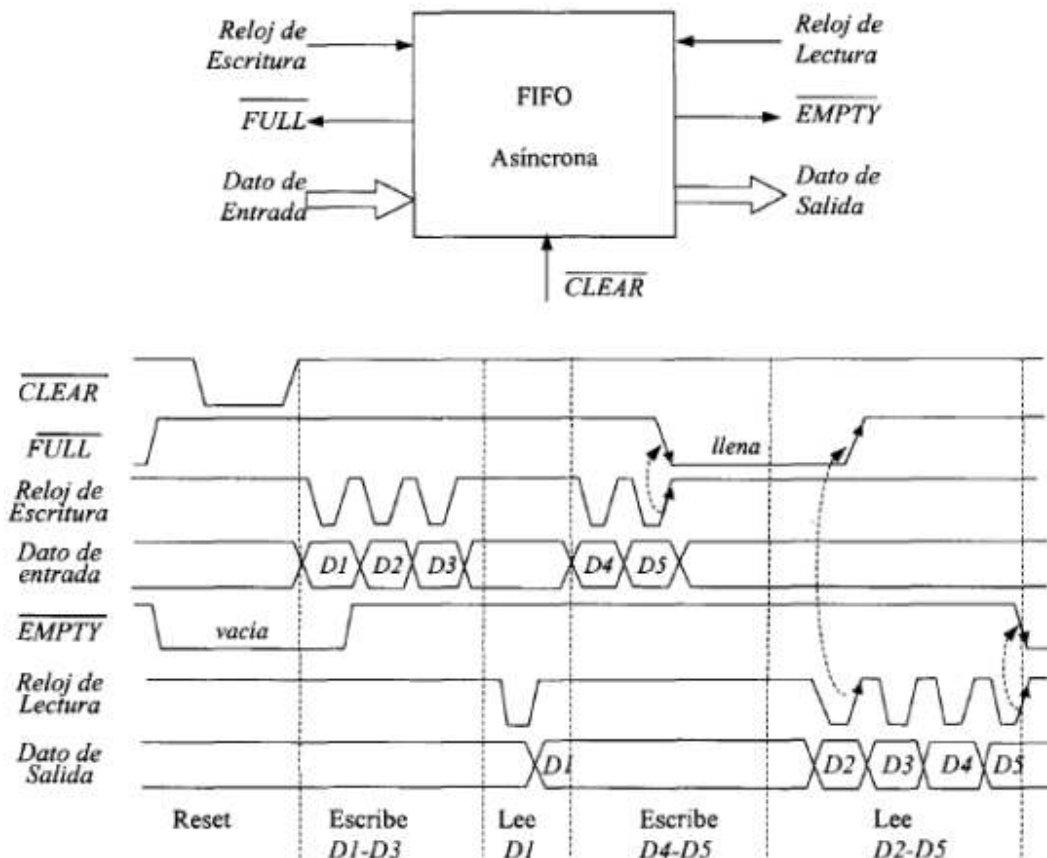 Reloj de
Escritura
FULL
Dato de
Entrada
FIFO
Asíncrona
Reloj de
Lectura
EMPTY
Dato de
Salida
CLEAR
CLEAR
FULL
llena
Reloj de
Escritura
Dato de
entrada
D1 D2 D3 D4 D5
EMPTY
vacía
Reloj de
Lectura
Dato de
Salida
D1 D2 D3 D4 D5
Reset Escribe Lee Escribe Lee
D1-D3 D1 D4-D5 D2-D5